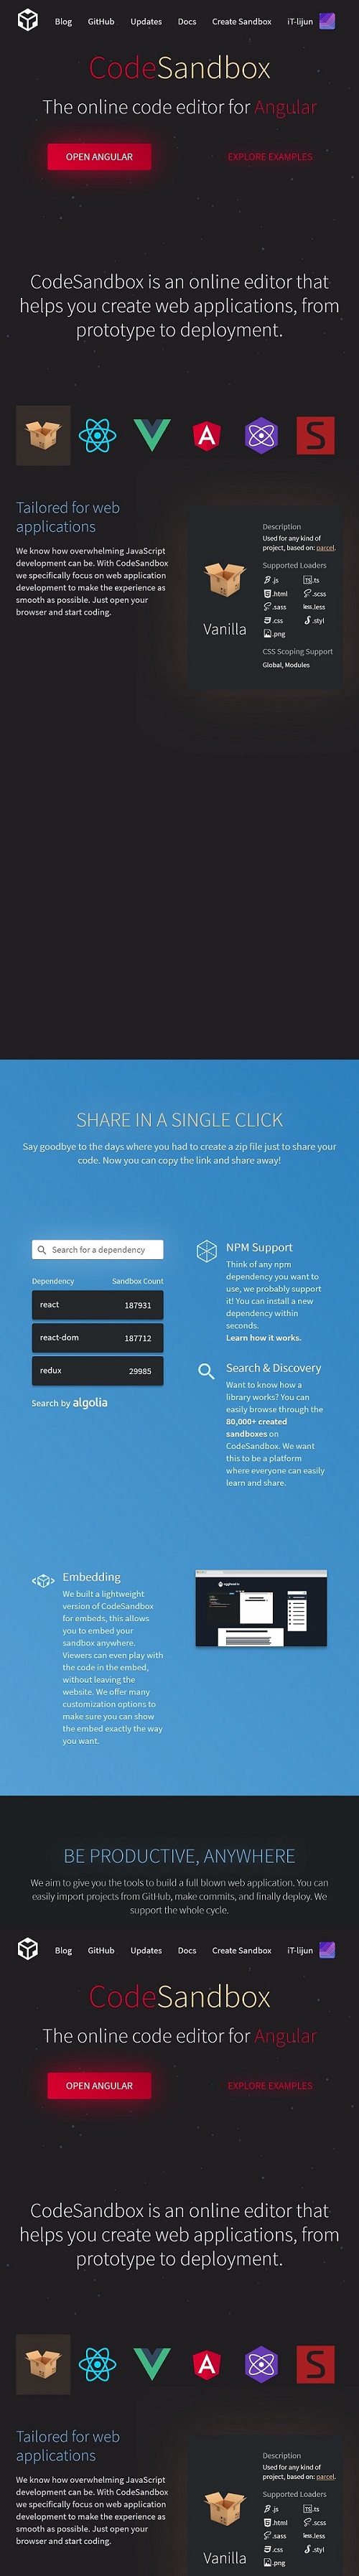 Blog GitHub Updates Docs Create Sandbox iT-lijun
CodeSandbox
The online code editor for Angular
OPEN ANGULAR EXPLORE EXAMPLES
CodeSandbox is an online editor that
helps you create web applications, from
prototype to deployment.
Tailored for web
applications
We know how overwhelming JavaScript
development can be. With CodeSandbox
we specifically focus on web application
development to make the experience as
smooth as possible. Just open your
browser and start coding.
Vanilla
Description
Used for any kind of
project, based on: parcel.
Supported Loaders
.js .ts
.html .scss
.sass .less
.css .styl
.png
CSS Scoping Support
Global, Modules
SHARE IN A SINGLE CLICK
Say goodbye to the days where you had to create a zip file just to share your
code. Now you can copy the link and share away!
Search for a dependency
Dependency Sandbox Count
react 187931
react-dom 187712
redux 29985
Search by algolia
NPM Support
Think of any npm
dependency you want to
use, we probably support
it! You can install a new
dependency within
seconds.
Learn how it works.
Search & Discovery
Want to know how a
library works? You can
easily browse through the
80,000+ created
sandboxes on
CodeSandbox. We want
this to be a platform
where everyone can easily
learn and share.
Embedding
We built a lightweight
version of CodeSandbox
for embeds, this allows
you to embed your
sandbox anywhere.
Viewers can even play with
the code in the embed,
without leaving the
website. We offer many
customization options to
make sure you can show
the embed exactly the way
you want.
BE PRODUCTIVE, ANYWHERE
We aim to give you the tools to build a full blown web application. You can
easily import projects from GitHub, make commits, and finally deploy. We
support the whole cycle.
Blog GitHub Updates Docs Create Sandbox iT-lijun
CodeSandbox
The online code editor for Angular
OPEN ANGULAR EXPLORE EXAMPLES
CodeSandbox is an online editor that
helps you create web applications, from
prototype to deployment.
Tailored for web
applications
We know how overwhelming JavaScript
development can be. With CodeSandbox
we specifically focus on web application
development to make the experience as
smooth as possible. Just open your
browser and start coding.
Vanilla
Description
Used for any kind of
project, based on: parcel.
Supported Loaders
.js .ts
.html .scss
.sass .less
.css .styl
.png